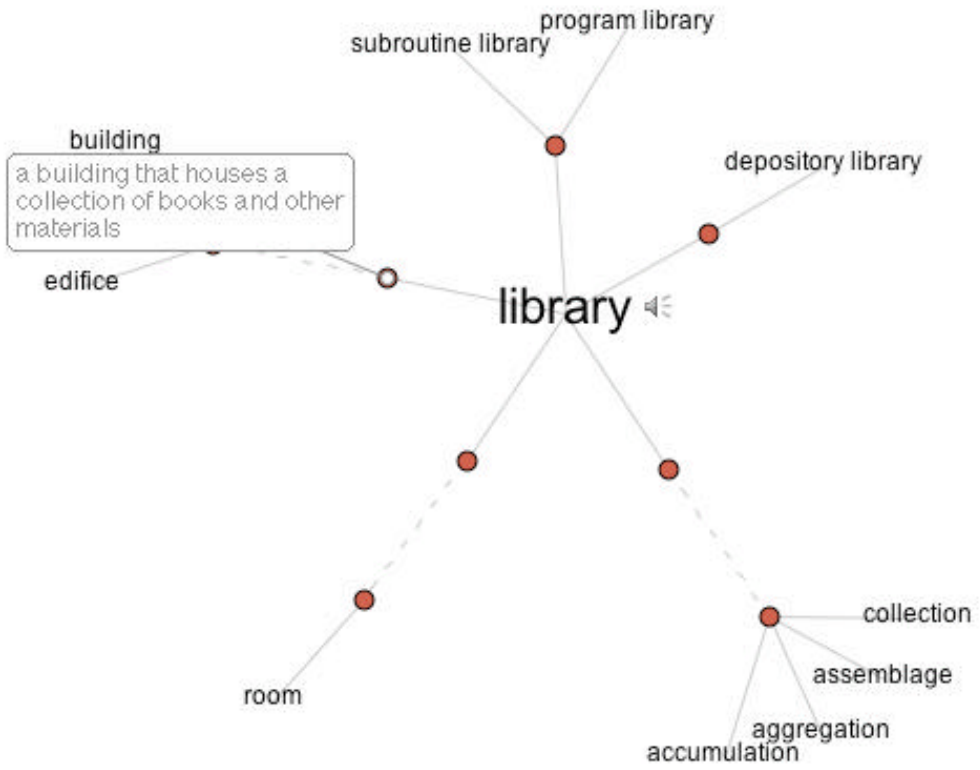 program library
subroutine library
building
depository library
a building that houses a
collection of books and other
materials
edifice
library
collection
assemblage
room
aggregation
accumulation